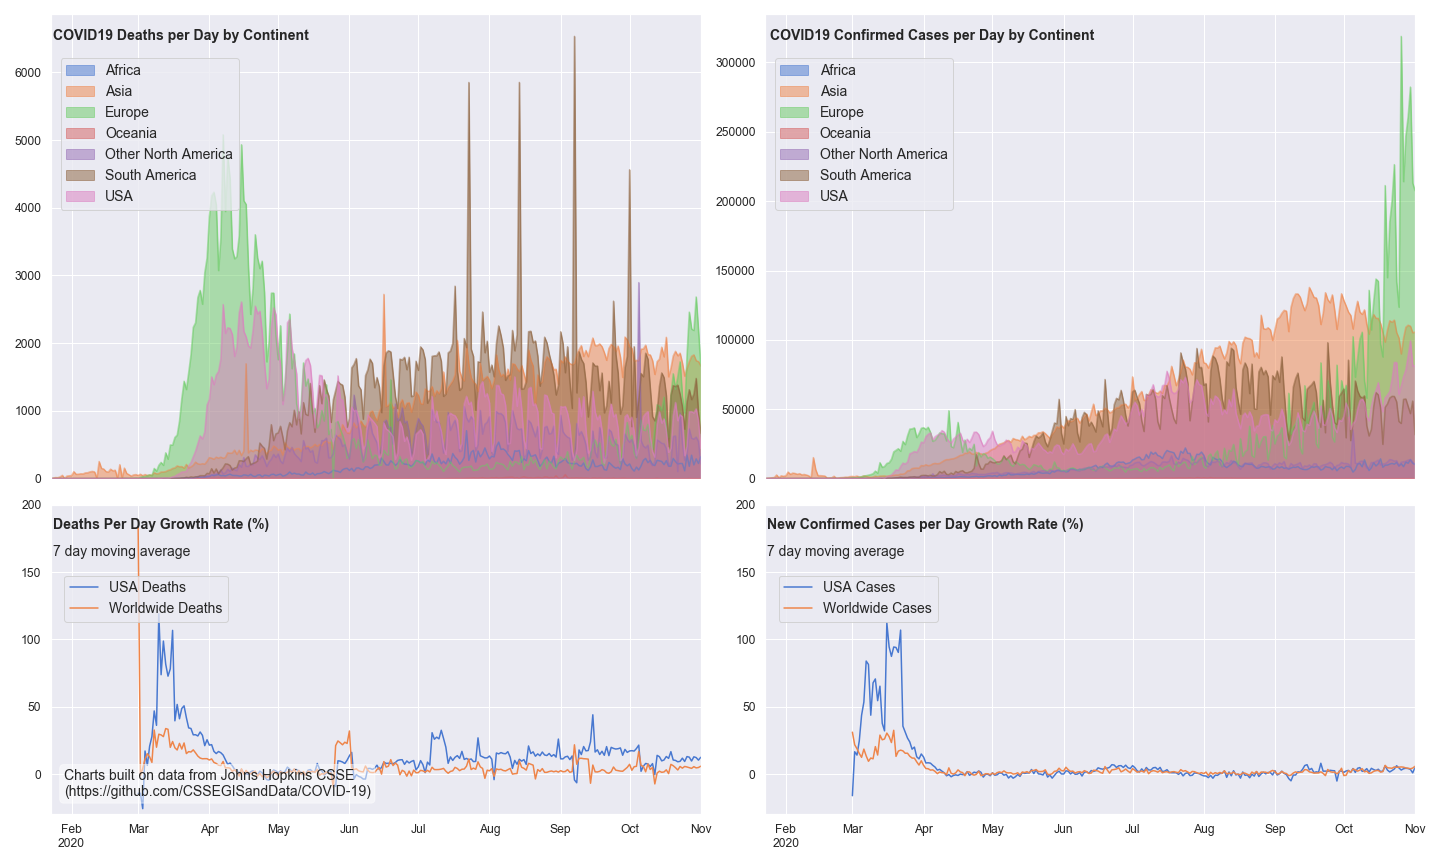 COVID19 Deaths per Day by Continent
Africa
Asia
Europe
Oceania
Other North America
South America
USA
6000
5000
4000
3000
2000
1000
0
COVID19 Confirmed Cases per Day by Continent
Africa
Asia
Europe
Oceania
Other North America
South America
USA
300000
250000
200000
150000
100000
50000
0
Deaths Per Day Growth Rate (%)
7 day moving average
USA Deaths
Worldwide Deaths
200
150
100
50
0
Charts built on data from Johns Hopkins CSSE
(https://github.com/CSSEGISandData/COVID-19)
Feb Mar Apr May Jun Jul Aug Sep Oct Nov
2020
New Confirmed Cases per Day Growth Rate (%)
7 day moving average
USA Cases
Worldwide Cases
200
150
100
50
0
Feb Mar Apr May Jun Jul Aug Sep Oct Nov
2020